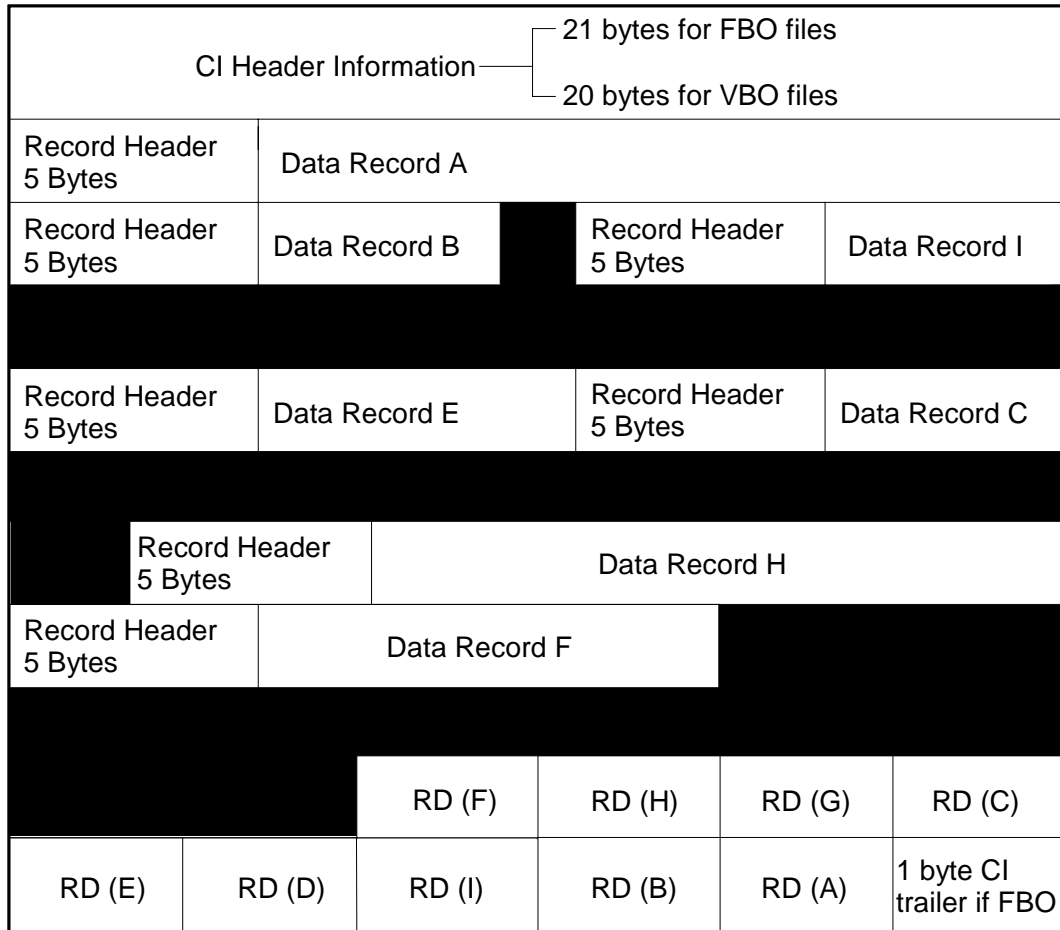 21 bytes for FBO files
CI Header Information
20 bytes for VBO files
Record Header
5 Bytes
Data Record A
Record Header
5 Bytes
Data Record B
Record Header
5 Bytes
Data Record I
Record Header
5 Bytes
Data Record E
Record Header
5 Bytes
Data Record C
Record Header
5 Bytes
Data Record H
Record Header
5 Bytes
Data Record F
RD (F)
RD (H)
RD (G)
RD (C)
RD (E)
RD (D)
RD (I)
RD (B)
RD (A)
1 byte CI
trailer if FBO